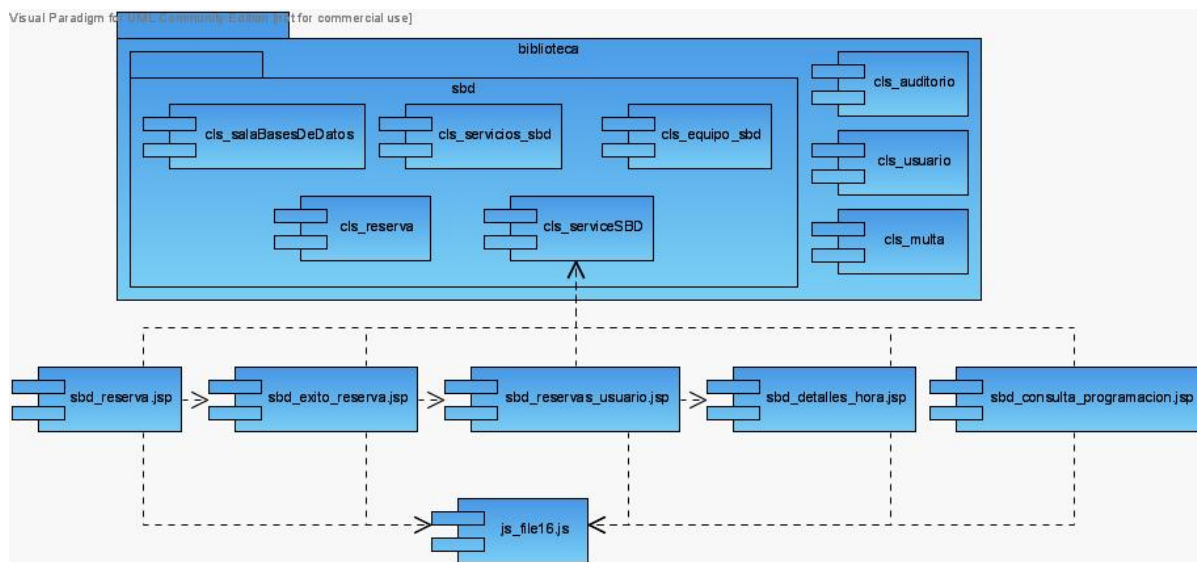 Visual Paradigm for UML Community Edition [not for commercial use]
biblioteca
sbd
cls_auditorio
cls_salaBasesDeDatos
cls_servicios_sbd
cls_equipo_sbd
cls_usuario
cls_reserva
cls_serviceSBD
cls_multa
sbd_reserva.jsp
sbd_exito_reserva.jsp
sbd_reservas_usuario.jsp
sbd_detalles_hora.jsp
sbd_consulta_programacion.jsp
js_file16.js